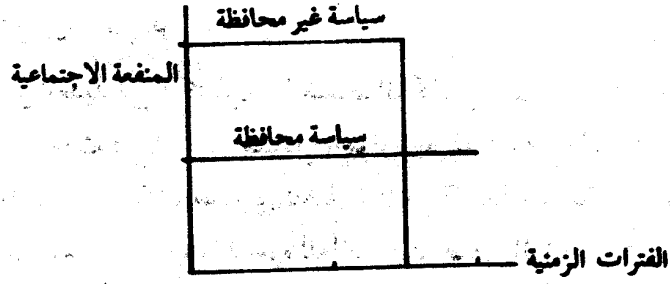 سياسة غير محافظة
المنفعة الاجتماعية
سياسة محافظة
الفترات الزمنية